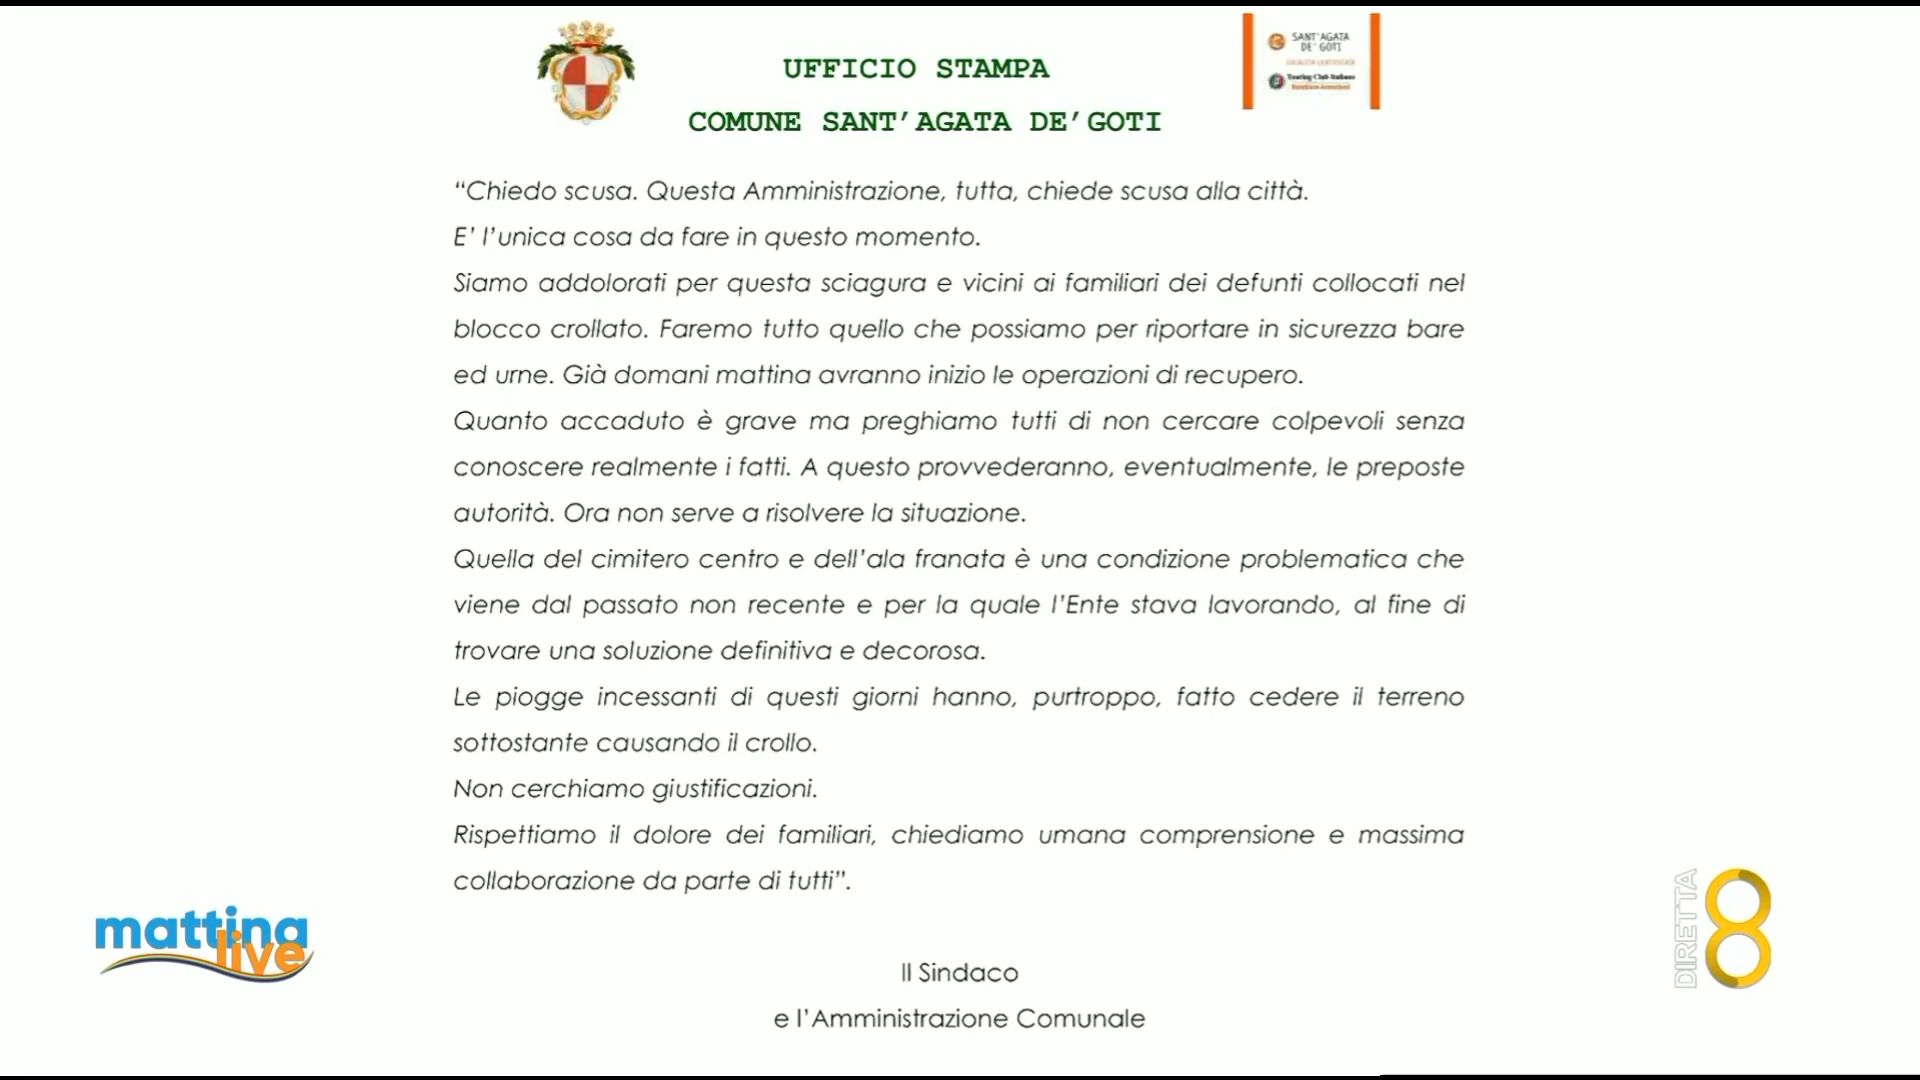 UFFICIO STAMPA
COMUNE SANT'AGATA DE'GOTI
SANT'AGATA
DE' GOTI
Touring Club Italiano
“Chiedo scusa. Questa Amministrazione, tutta, chiede scusa alla città.
E' l'unica cosa da fare in questo momento.
Siamo addolorati per questa sciagura e vicini ai familiari dei defunti collocati nel
blocco crollato. Faremo tutto quello che possiamo per riportare in sicurezza bare
ed urne. Già domani mattina avranno inizio le operazioni di recupero.
Quanto accaduto è grave ma preghiamo tutti di non cercare colpevoli senza
conoscere realmente i fatti. A questo provvederanno, eventualmente, le preposte
autorità. Ora non serve a risolvere la situazione.
Quella del cimitero centro e dell'ala franata è una condizione problematica che
viene dal passato non recente e per la quale l'Ente stava lavorando, al fine di
trovare una soluzione definitiva e decorosa.
Le piogge incessanti di questi giorni hanno, purtroppo, fatto cedere il terreno
sottostante causando il crollo.
Non cerchiamo giustificazioni.
Rispettiamo il dolore dei familiari, chiediamo umana comprensione e massima
collaborazione da parte di tutti”.
Il Sindaco
e l'Amministrazione Comunale
mattina
live
DIRETTA
8